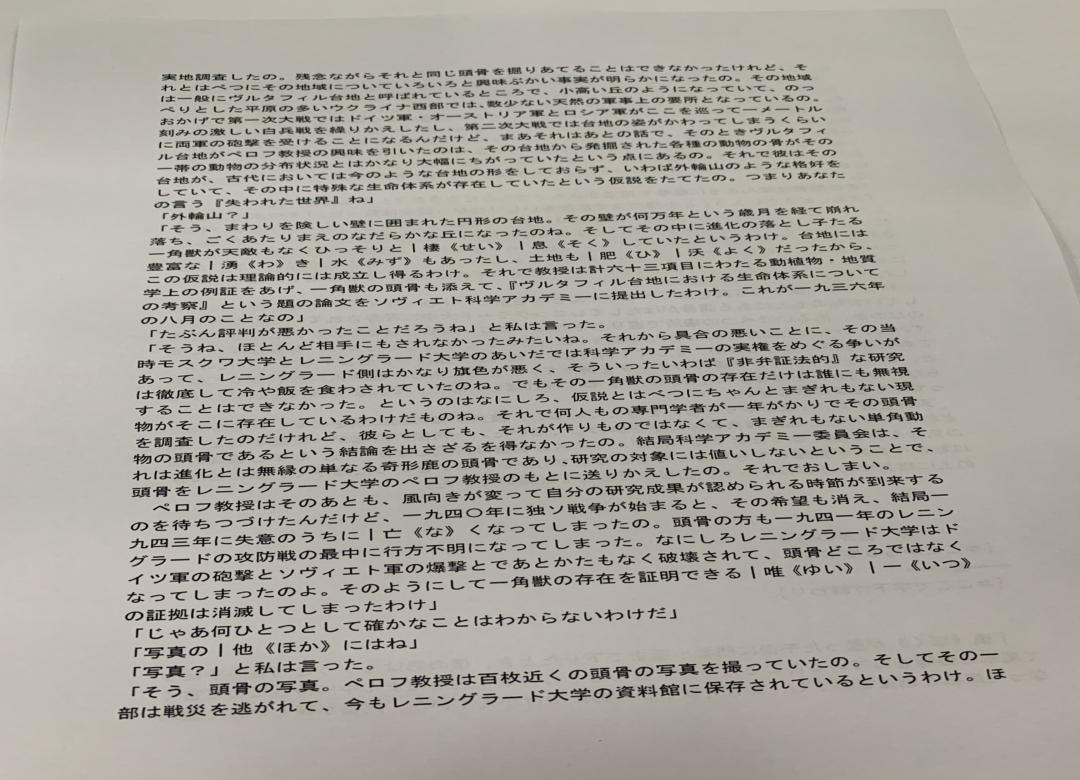 実地調査したの。残念ながらそれと同じ頭骨を掘りあてることはできなかったけれど、そ
れとはべつにその地域についていろいろと興味ぶかい事実が明らかになったの。その地域
は一般にヴルタフィル台地と呼ばれているところで、小高い丘のようになっていて、のっ
ぺりとした平原の多いウクライナ西部では、数少ない天然の軍事上の要所となっているの。
おかげで第一次大戦ではドイツ軍・オーストリア軍とロシア軍がここを巡って一メートル
刻みの激しい白兵戦を繰りかえしたし、第二次大戦では台地の姿がかわってしまうくらい
に両軍の砲撃を受けることになるんだけど、まあそれはあとの話で、そのときヴルタフィ
ル台地がペロフ教授の興味を引いたのは、その台地から発掘された各種の動物の骨がその
一帯の動物の分布状況とはかなり大幅にちがっていたという点にあるの。それで彼はその
台地が、古代においては今のような台地の形をしておらず、いわば外輪山のような格好を
していて、その中に特殊な生命体系が存在していたという仮説をたてたの。つまりあなた
の言う『失われた世界』ね」
「外輪山？」
「そう、まわりを険しい壁に囲まれた円形の台地。その壁が何万年という歳月を経て崩れ
落ち、ごくあたりまえのなだらかな丘になったのね。そしてその中に進化の落とし子たる
一角獣が天敵もなくひっそりと｜棲《せい》｜息《そく》していたというわけ。台地には
豊富な｜湧《わ》き｜水《みず》もあったし、土地も｜肥《ひ》｜沃《よく》だったから、
この仮説は理論的には成立し得るわけ。それで教授は計六十三項目にわたる動植物・地質
学上の例証をあげ、一角獣の頭骨も添えて、『ヴルタフィル台地における生命体系について
の考察』という題の論文をソヴィエト科学アカデミーに提出したわけ。これが一九三六年
の八月のことなの」
「たぶん評判が悪かったことだろうね」と私は言った。
「そうね、ほとんど相手にもされなかったみたいね。それから具合の悪いことに、その当
時モスクワ大学とレニングラード大学のあいだでは科学アカデミーの実権をめぐる争いが
あって、レニングラード側はかなり旗色が悪く、そういったいわば『非弁証法的』な研究
は徹底して冷や飯を食わされていたのね。でもその一角獣の頭骨の存在だけは誰にも無視
することはできなかった。というのはなにしろ、仮説とはべつにちゃんとまぎれもない現
物がそこに存在しているわけだものね。それで何人もの専門学者が一年がかりでその頭骨
を調査したのだけれど、彼らとしても、それが作りものではなくて、まぎれもない単角動
物の頭骨であるという結論を出さざるを得なかったの。結局科学アカデミー委員会は、そ
れは進化とは無縁の単なる奇形鹿の頭骨であり、研究の対象には値いしないということで、
頭骨をレニングラード大学のペロフ教授のもとに送りかえしたの。それでおしまい。
　ペロフ教授はそのあとも、風向きが変って自分の研究成果が認められる時節が到来する
のを待ちつづけたんだけど、一九四〇年に独ソ戦争が始まると、その希望も消え、結局一
九四三年に失意のうちに｜亡《な》くなってしまったの。頭骨の方も一九四一年のレニン
グラードの攻防戦の最中に行方不明になってしまった。なにしろレニングラード大学はド
イツ軍の砲撃とソヴィエト軍の爆撃とであとかたもなく破壊されて、頭骨どころではなく
なってしまったのよ。そのようにして一角獣の存在を証明できる｜唯《ゆい》｜一《いつ》
の証拠は消滅してしまったわけ」
「じゃあ何ひとつとして確かなことはわからないわけだ」
「写真の｜他《ほか》にはね」
「写真？」と私は言った。
「そう、頭骨の写真。ペロフ教授は百枚近くの頭骨の写真を撮っていたの。そしてその一
部は戦災を逃がれて、今もレニングラード大学の資料館に保存されているというわけ。ほ